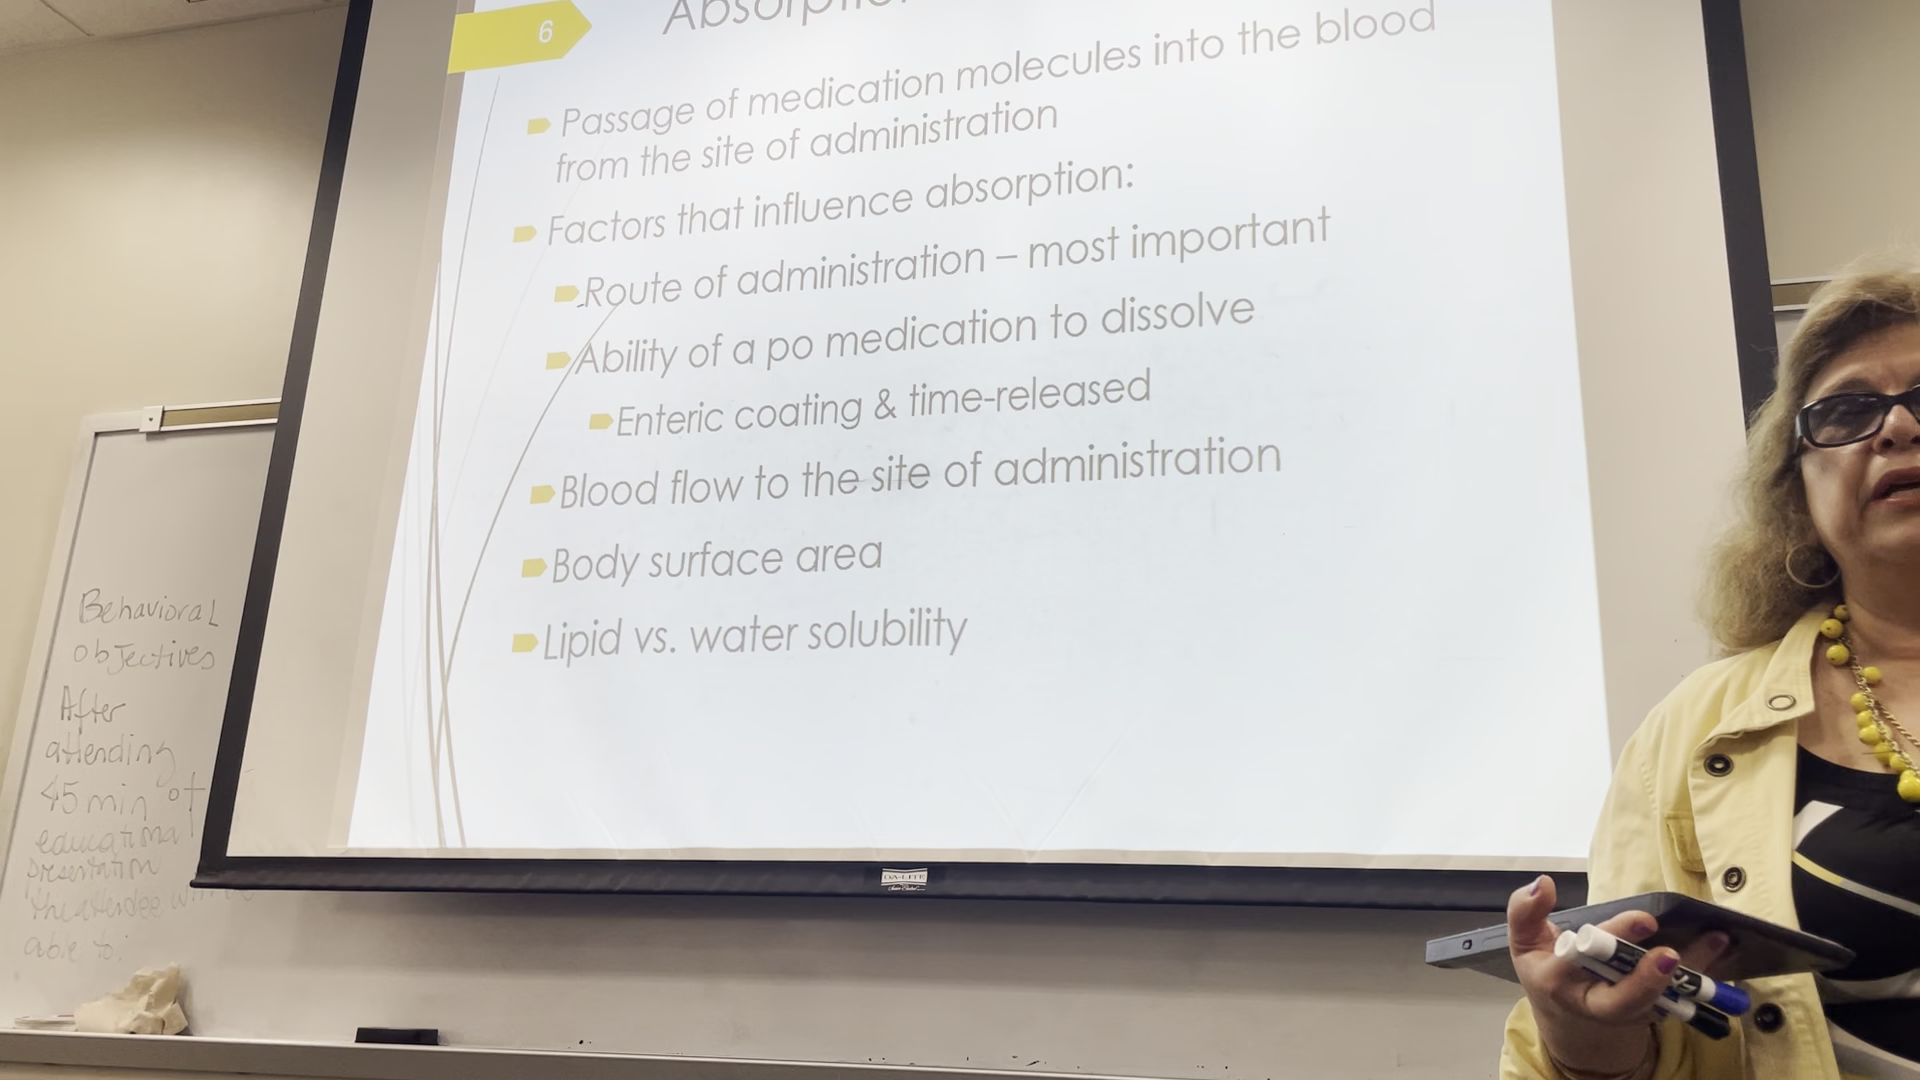 6
Passage of medication molecules into the blood
from the site of administration
Factors that influence absorption:
Route of administration – most important
Ability of a po medication to dissolve
Enteric coating & time-released
Blood flow to the site of administration
Body surface area
Lipid vs. water solubility
Behavioral
objectives
After
attending
45 min of
educational
presentation
the attendee will
able to:
DA-LITE